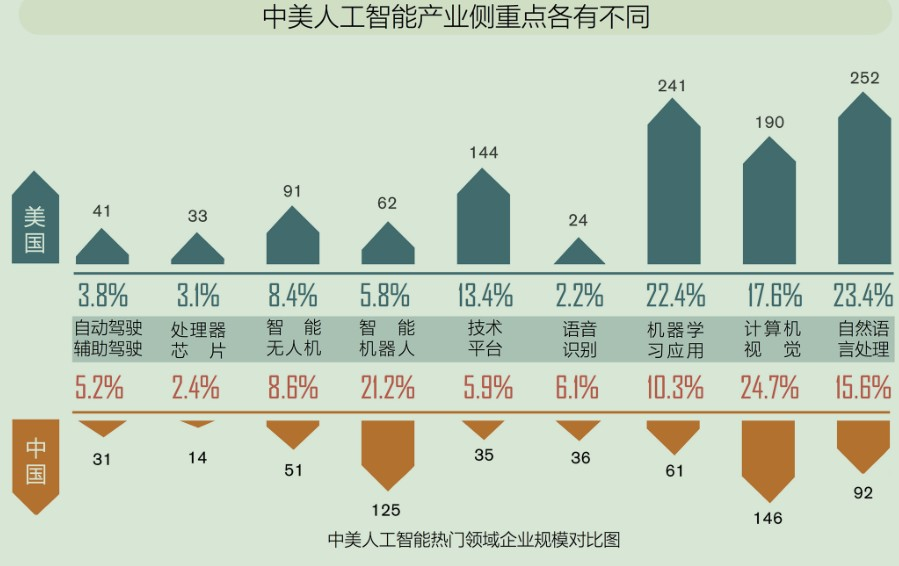 中美人工智能产业侧重点各有不同
美国
41 33 91 62 144 24 241 190 252
3.8% 3.1% 8.4% 5.8% 13.4% 2.2% 22.4% 17.6% 23.4%
自动驾驶 处理器 智能 智能 技术 语音 机器学 计算机 自然语
辅助驾驶 芯片 无人机 机器人 平台 识别 习应用 视觉 言处理
5.2% 2.4% 8.6% 21.2% 5.9% 6.1% 10.3% 24.7% 15.6%
中国
31 14 51 125 35 36 61 146 92
中美人工智能热门领域企业规模对比图